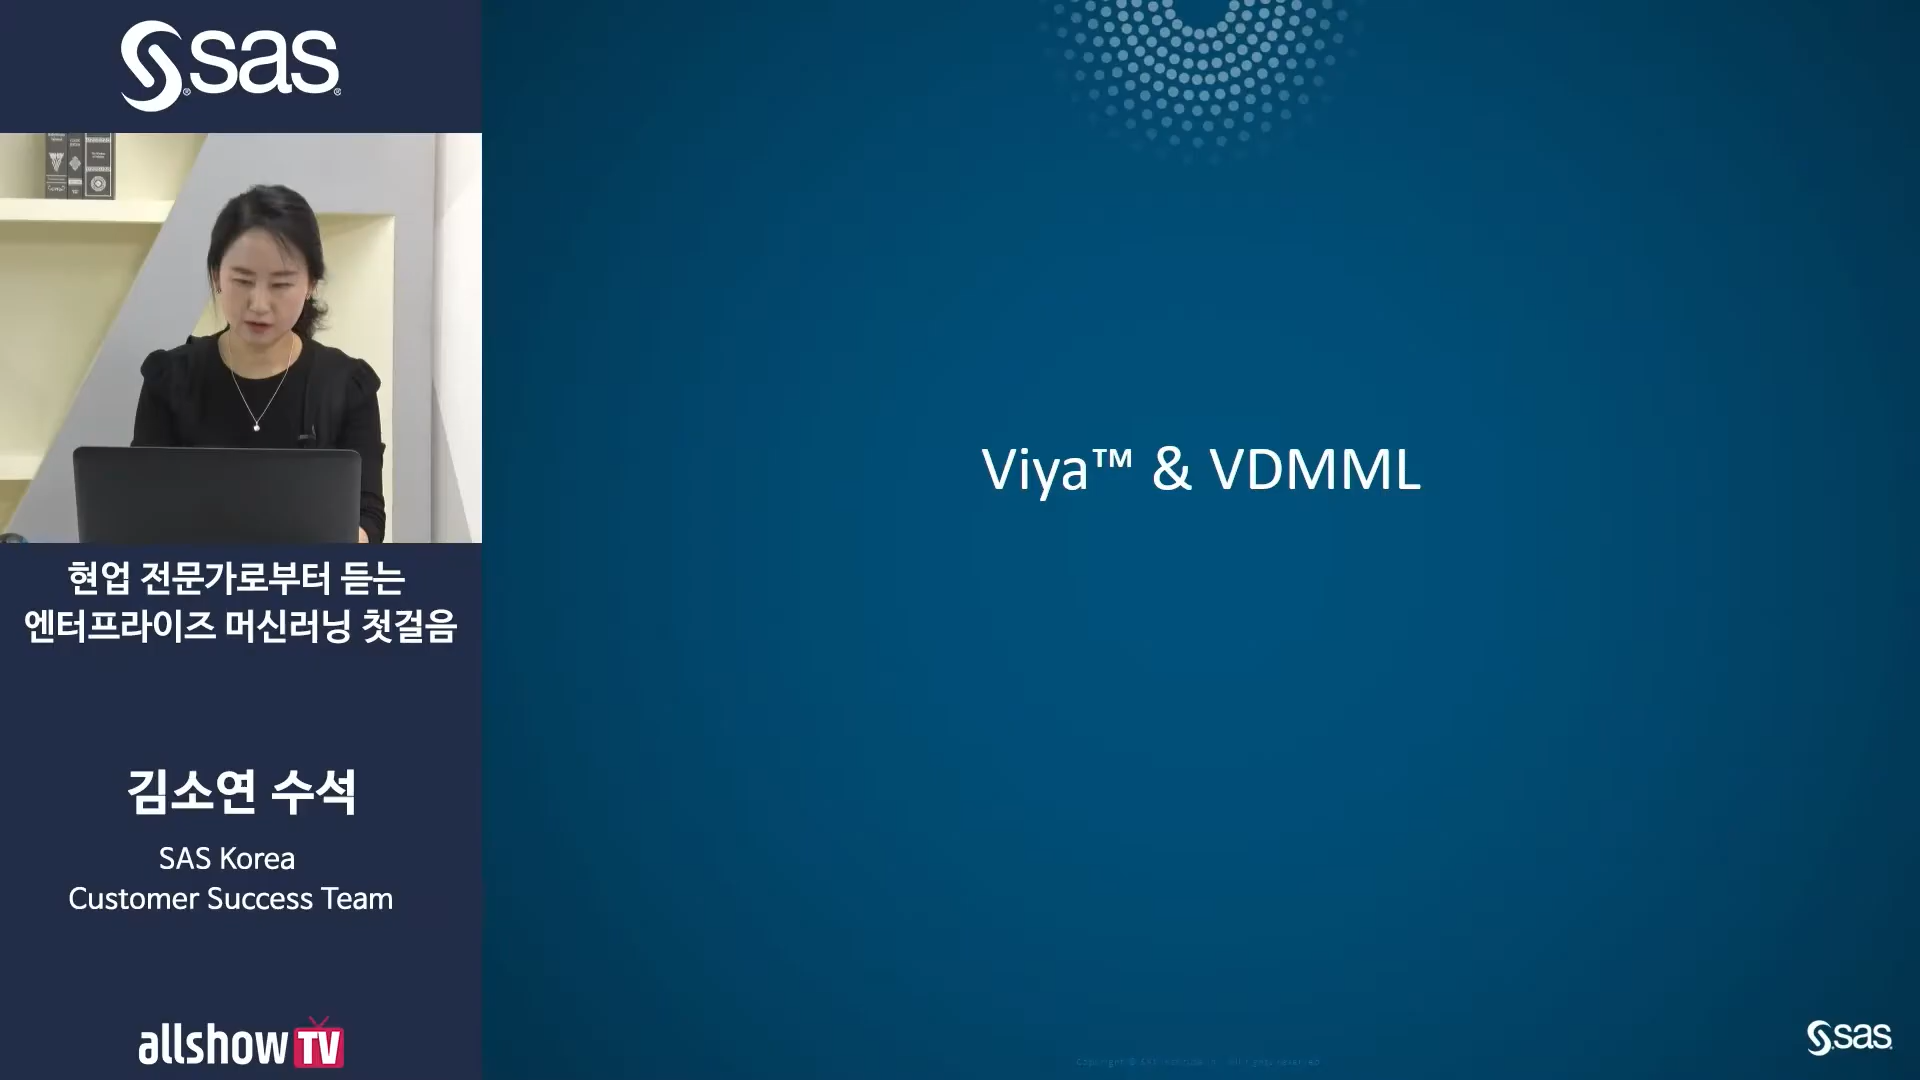 sas
현업 전문가로부터 듣는
엔터프라이즈 머신러닝 첫걸음
김소연 수석
SAS Korea
Customer Success Team
allshow TV
Viya™ & VDMML
sas